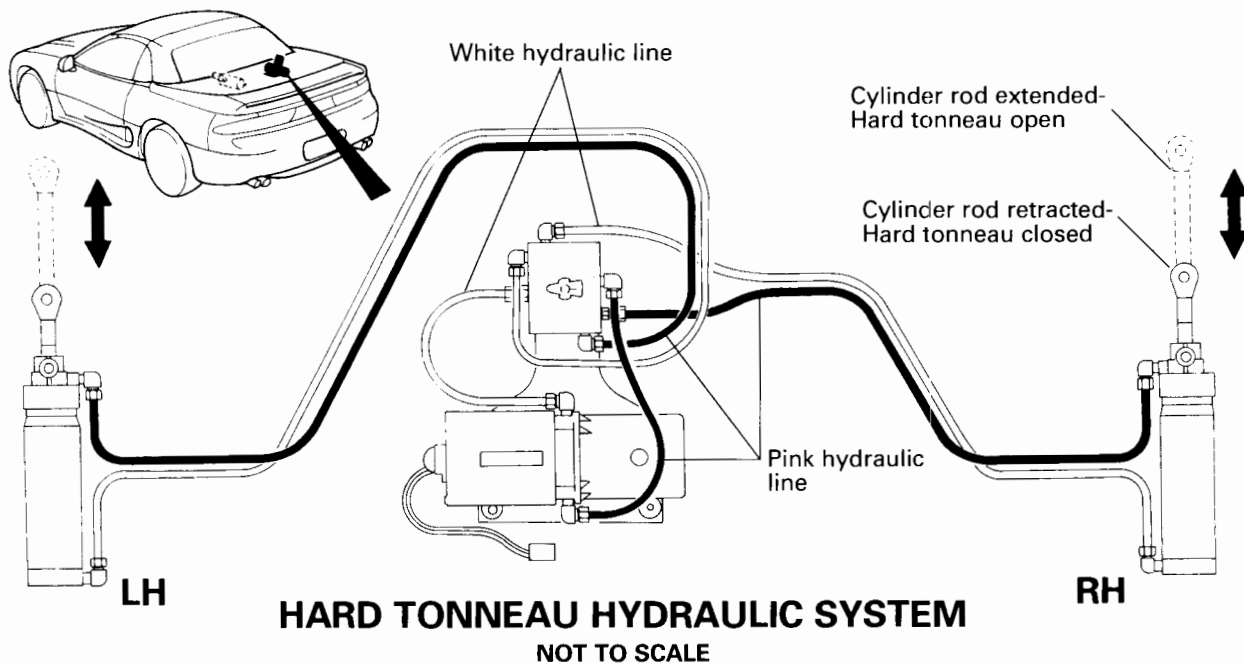 White hydraulic line
Cylinder rod extended-
Hard tonneau open
Cylinder rod retracted-
Hard tonneau closed
Pink hydraulic
line
LH
RH
HARD TONNEAU HYDRAULIC SYSTEM
NOT TO SCALE